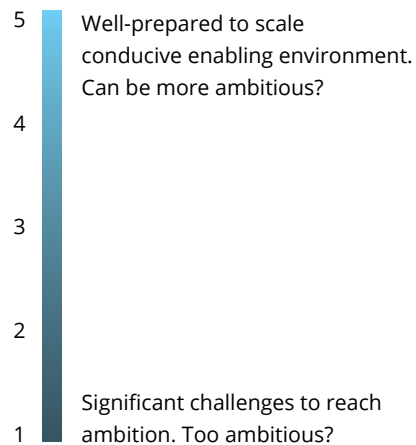 5
Well-prepared to scale
conducive enabling environment.
Can be more ambitious?
4
3
2
Significant challenges to reach
1
ambition. Too ambitious?